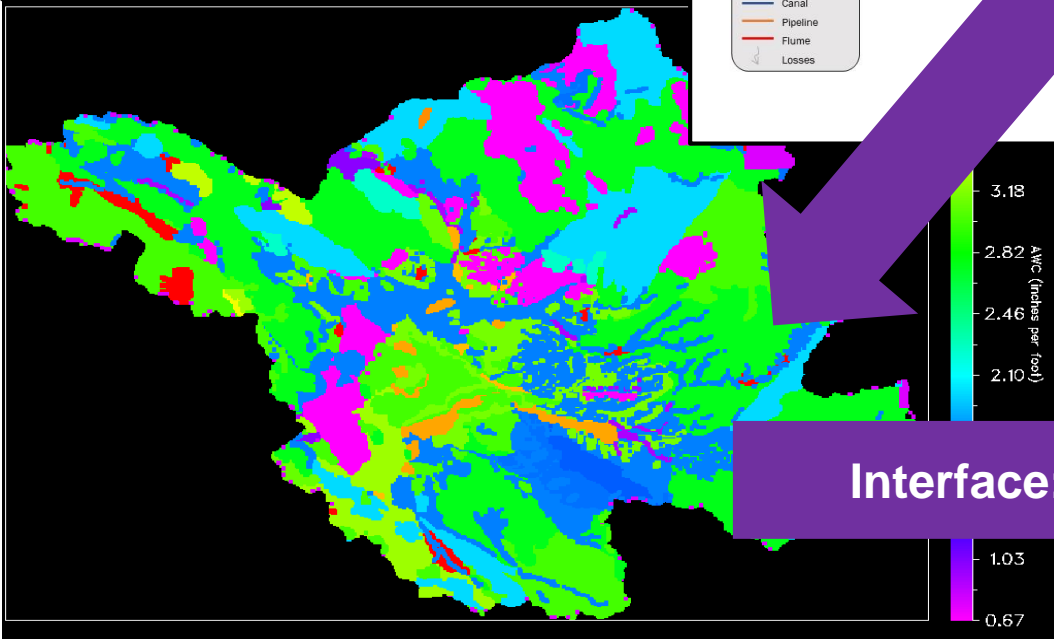 Canal
Pipeline
Flume
Losses
3.18
2.82
2.46
2.10
AWC (inches per foot)
Interface
1.03
0.67